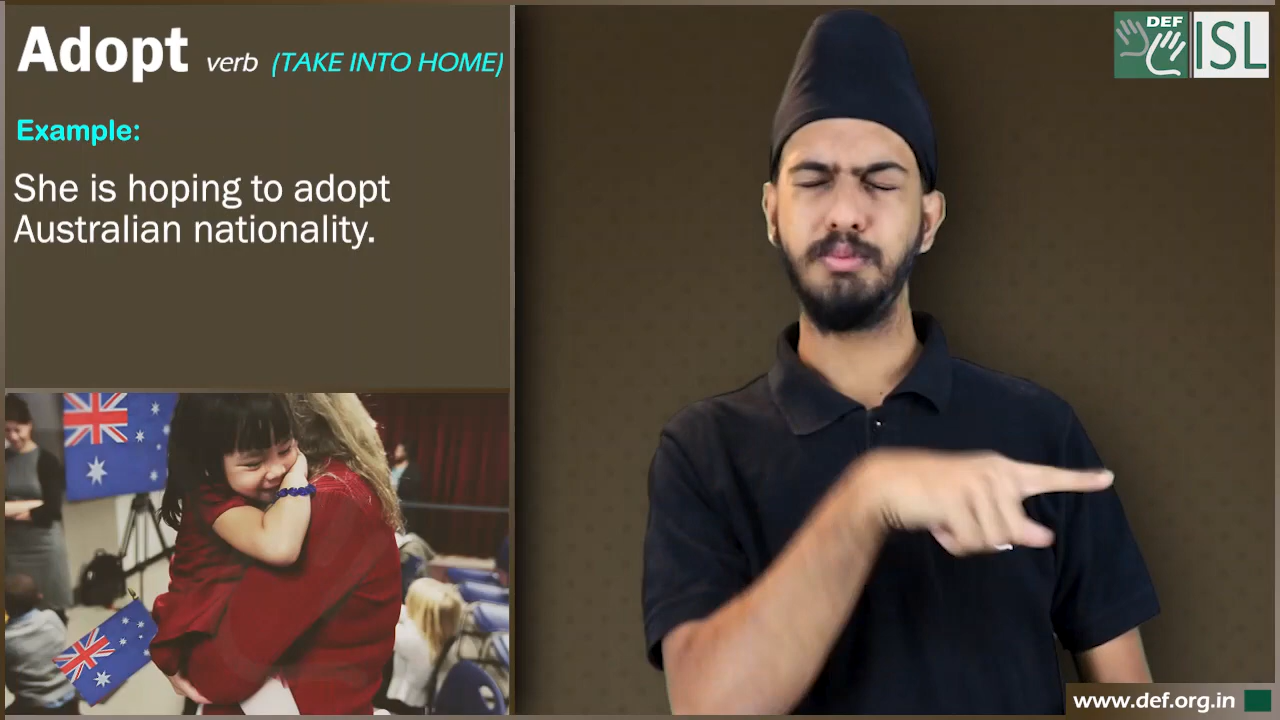 Adopt verb (TAKE INTO HOME)
Example:
She is hoping to adopt
Australian nationality.
DEF
ISL
www.def.org.in